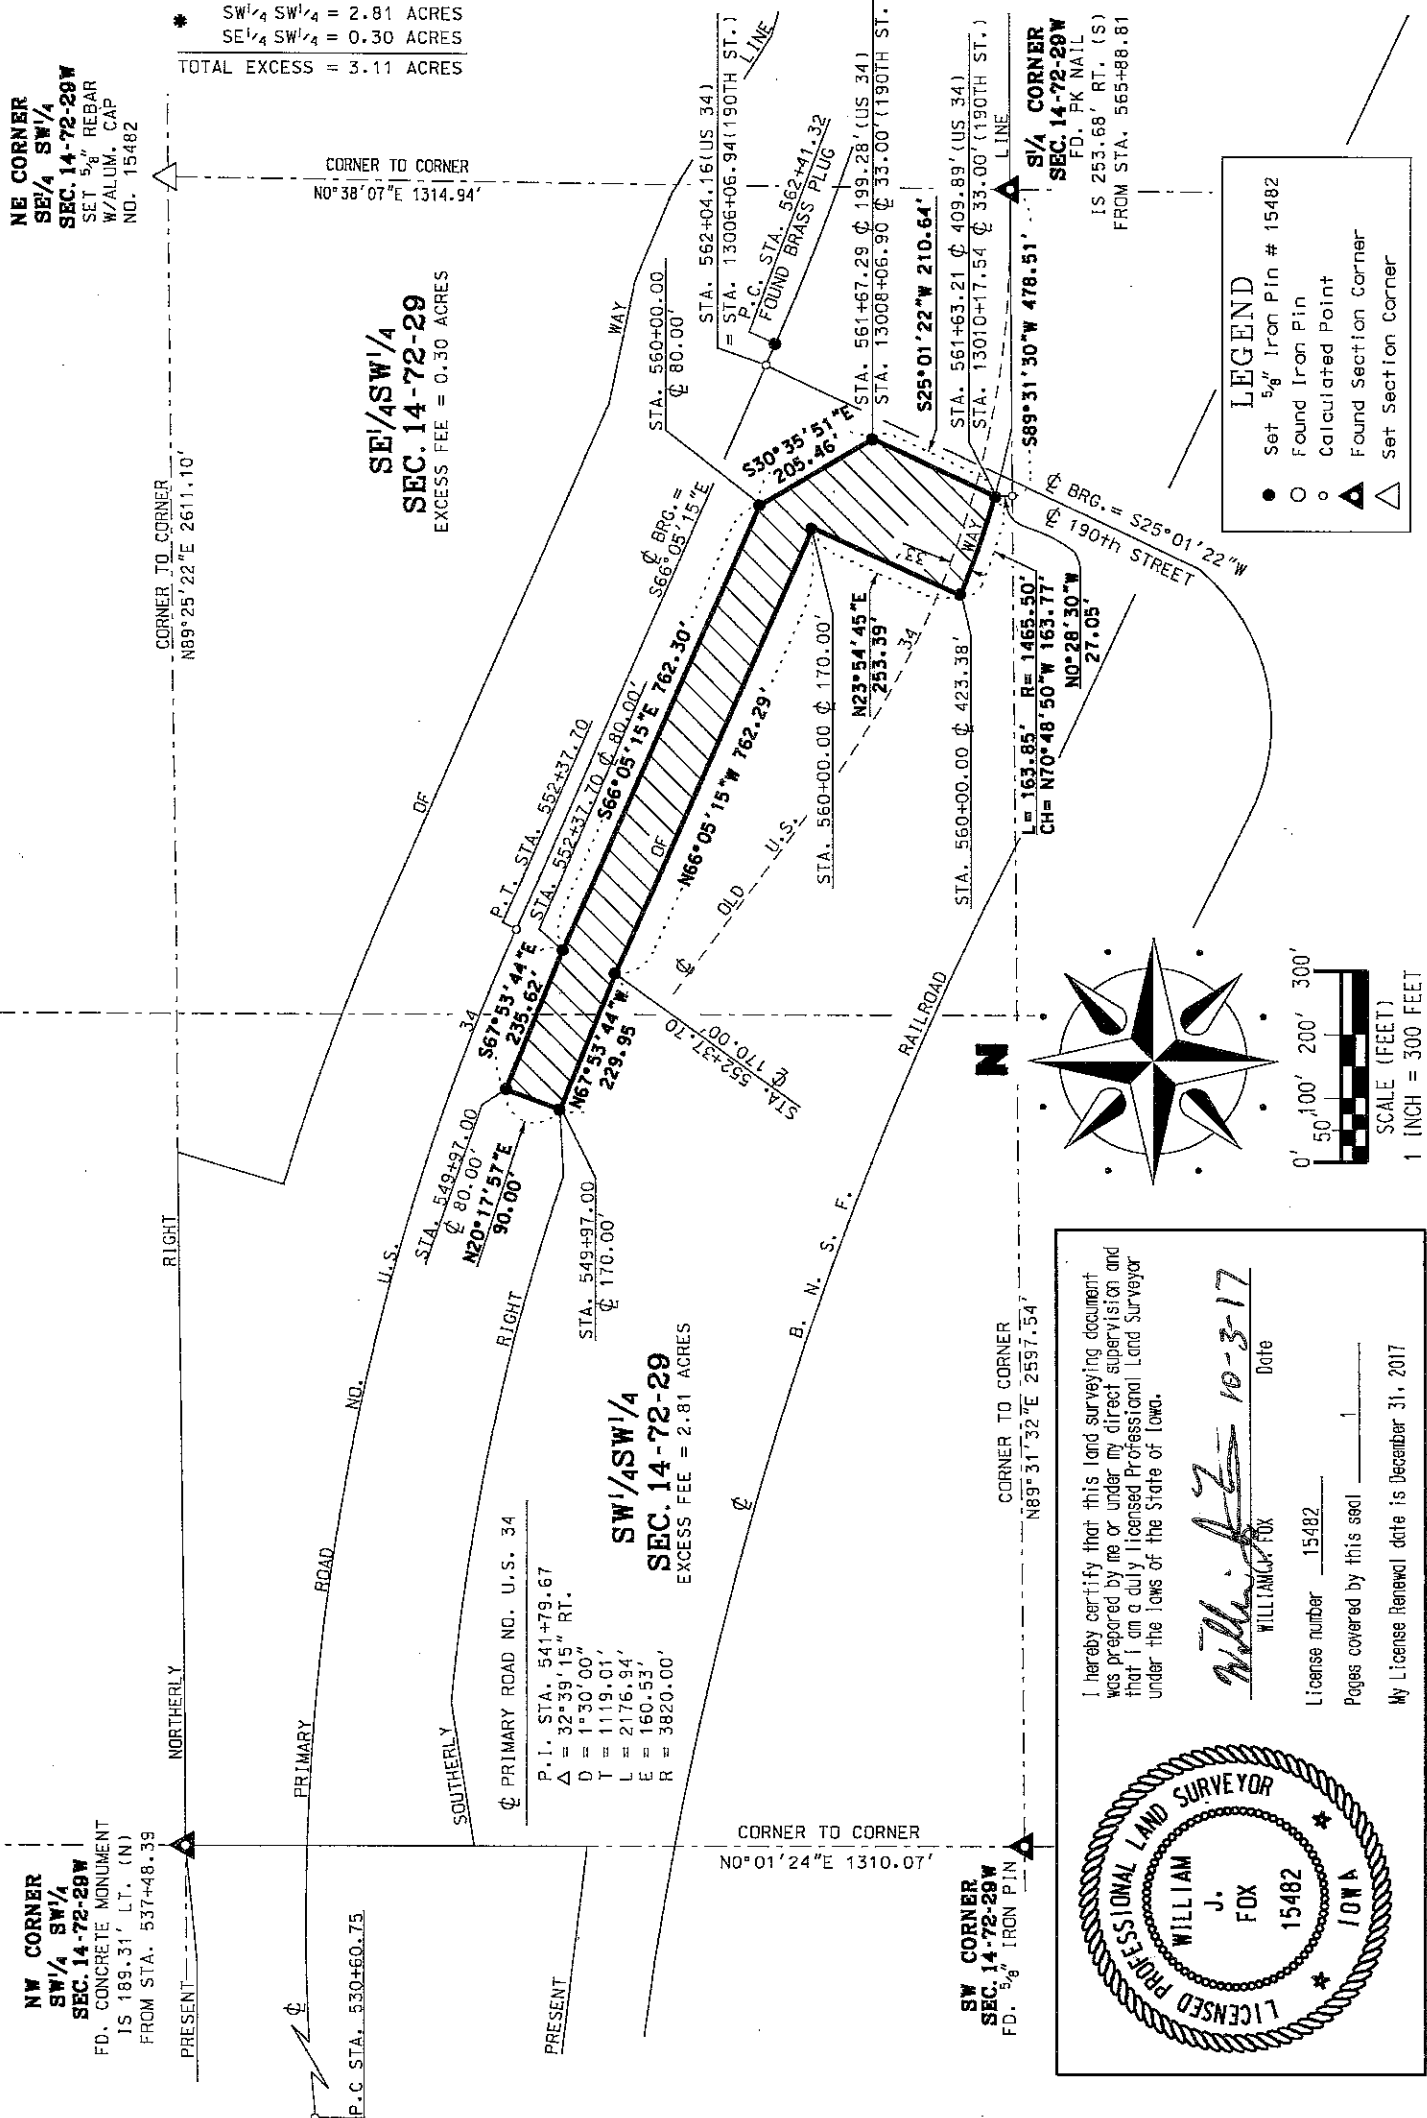 NW CORNER
SW¼ SW¼
SEC. 14-72-29W
FD. CONCRETE MONUMENT
IS 189.31' LT. (N)
FROM STA. 537+48.39
NE CORNER
SE¼ SW¼
SEC. 14-72-29W
SET 5/8" REBAR
W/ALUM. CAP
NO. 15482
*
SW¼ SW¼ = 2.81 ACRES
SE¼ SW¼ = 0.30 ACRES
TOTAL EXCESS = 3.11 ACRES
CORNER TO CORNER
N89°25'22"E 2611.10'
CORNER TO CORNER
N0°38'07"E 1314.94'
PRESENT
NORTHERLY
RIGHT
OF
WAY
LINE
℄
PRIMARY
ROAD
NO.
U.S.
34
P.C STA. 530+60.75
SE¼SW¼
SEC. 14-72-29
EXCESS FEE = 0.30 ACRES
P.T. STA. 552+37.70
STA. 552+37.70 ℄ 80.00'
℄ BRG. =
S66°05'15"E
STA. 560+00.00
℄ 80.00'
STA. 562+04.16(US 34)
= STA. 13006+06.94(190TH ST.)
P.C. STA. 562+41.32
FOUND BRASS PLUG
STA. 549+97.00
℄ 80.00'
N20°17'57"E
90.00'
S67°53'44"E
235.62'
S66°05'15"E 762.30'
S30°35'51"E
205.46'
STA. 561+67.29 ℄ 199.28'(US 34)
STA. 13008+06.90 ℄ 33.00'(190TH ST.
S25°01'22"W 210.64'
STA. 561+63.21 ℄ 409.89'(US 34)
STA. 13010+17.54 ℄ 33.00'(190TH ST.)
N67°53'44"W
229.95
N66°05'15"W 762.29'
STA. 549+97.00
℄ 170.00'
STA. 552+37.70
℄ 170.00'
STA. 560+00.00 ℄ 170.00'
N23°54'45"E
253.39'
STA. 560+00.00 ℄ 423.38'
33'
L= 163.85' R= 1465.50'
CH= N70°48'50"W 163.77'
N0°28'30"W
27.05'
S89°31'30"W 478.51'
℄ BRG.= S25°01'22"W
℄ 190th STREET
PRESENT
SOUTHERLY
RIGHT
OF
WAY
LINE
℄
OLD
U.S.
34
℄
B. N. S. F.
RAILROAD
℄ PRIMARY ROAD NO. U.S. 34
P.I. STA. 541+79.67
Δ = 32°39'15" RT.
D = 1°30'00"
T = 1119.01'
L = 2176.94'
E = 160.53'
R = 3820.00'
SW¼SW¼
SEC. 14-72-29
EXCESS FEE = 2.81 ACRES
CORNER TO CORNER
N0°01'24"E 1310.07'
SW CORNER
SEC. 14-72-29W
FD. 5/8" IRON PIN
CORNER TO CORNER
N89°31'32"E 2597.54'
S¼ CORNER
SEC. 14-72-29W
FD. PK NAIL
IS 253.68' RT. (S)
FROM STA. 565+88.81
LICENSED PROFESSIONAL LAND SURVEYOR
WILLIAM
J.
FOX
15482
IOWA
I hereby certify that this land surveying document
was prepared by me or under my direct supervision and
that I am a duly licensed Professional Land Surveyor
under the laws of the State of Iowa.
10-3-17
WILLIAM J. FOX
Date
License number 15482
Pages covered by this seal 1
My License Renewal date is December 31, 2017
N
0' 50' 100' 200' 300'
SCALE (FEET)
1 INCH = 300 FEET
LEGEND
Set 5/8" Iron Pin # 15482
Found Iron Pin
Calculated Point
Found Section Corner
Set Section Corner